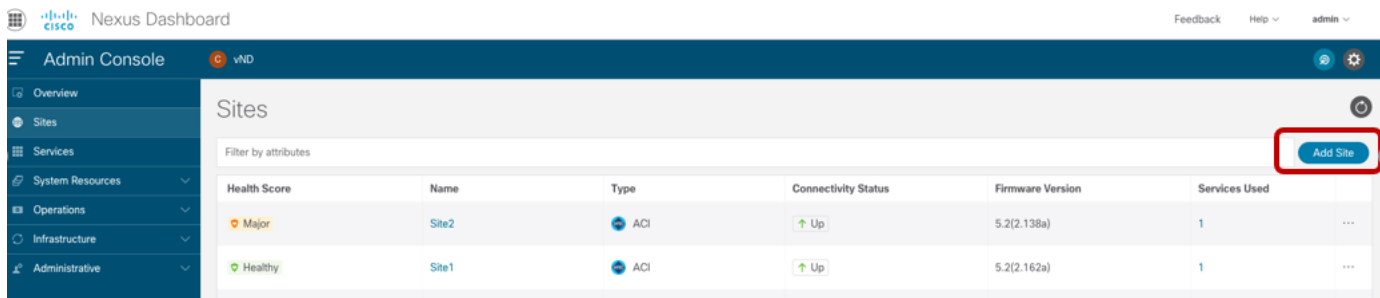 cisco Nexus Dashboard Feedback Help admin
Admin Console C vND
Overview
Sites
Services
System Resources
Operations
Infrastructure
Administrative
Sites
Filter by attributes Add Site
Health Score Name Type Connectivity Status Firmware Version Services Used
Major Site2 ACI Up 5.2(2.138a) 1
Healthy Site1 ACI Up 5.2(2.162a) 1